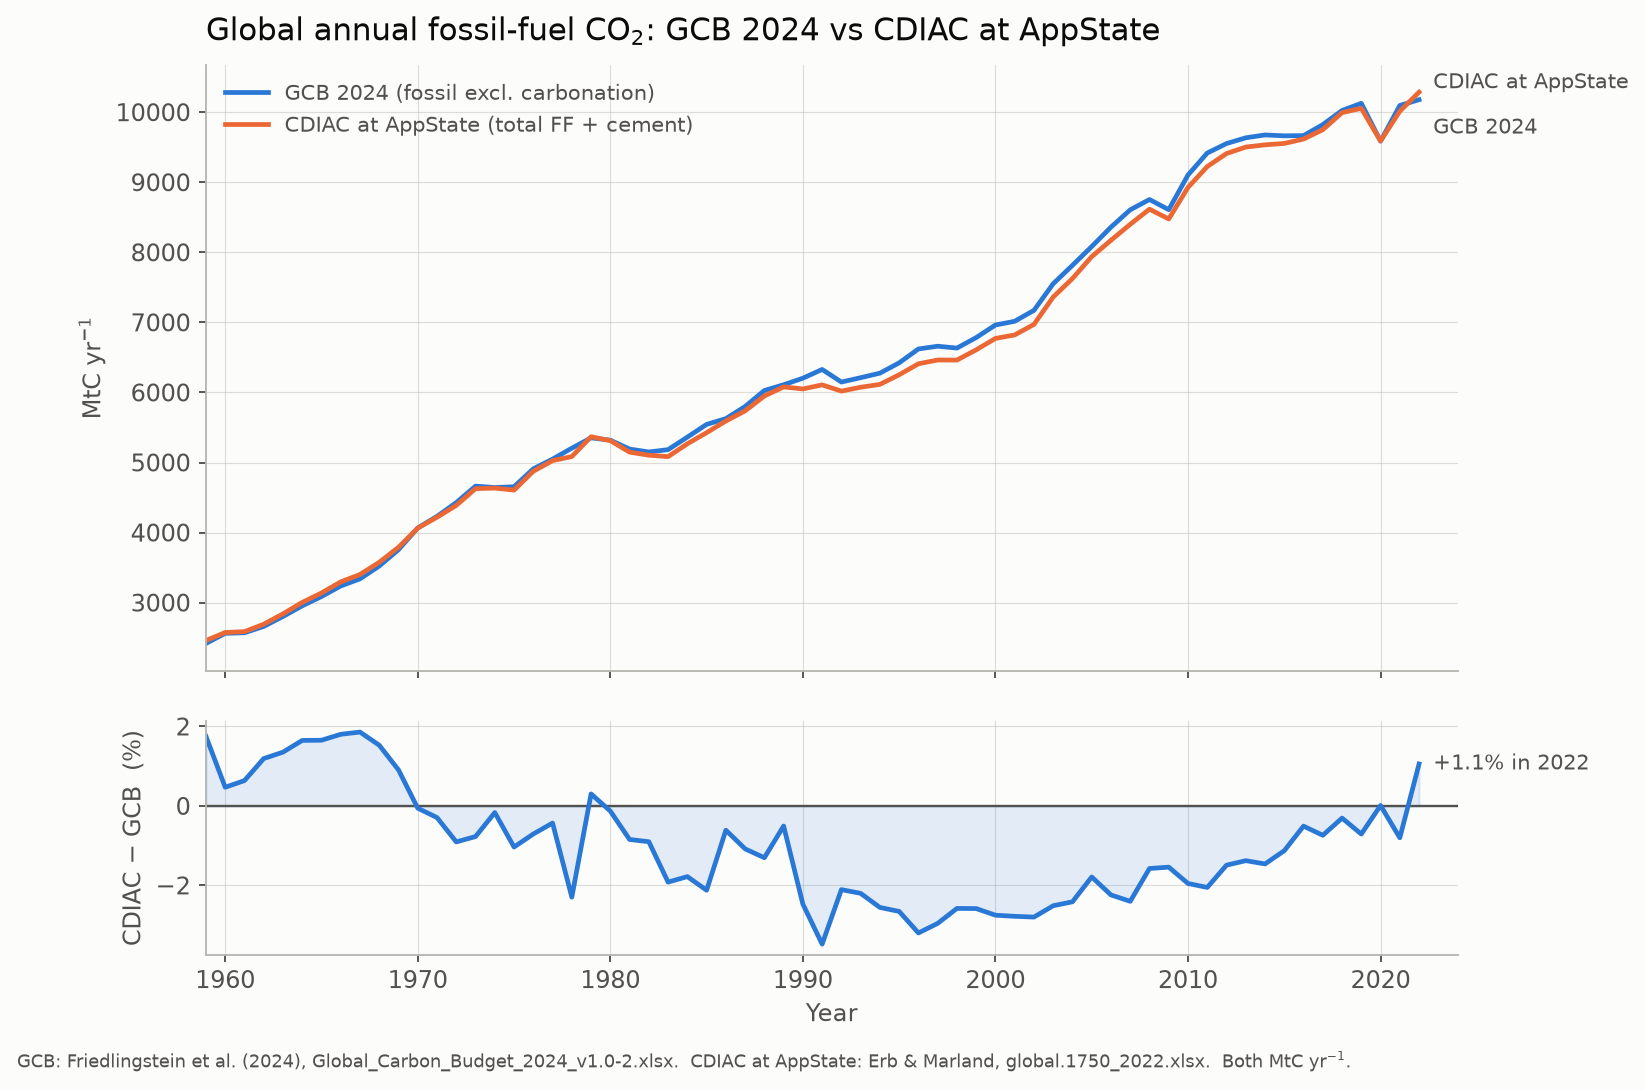 Global annual fossil-fuel CO₂: GCB 2024 vs CDIAC at AppState
GCB 2024 (fossil excl. carbonation)
CDIAC at AppState (total FF + cement)
CDIAC at AppState
GCB 2024
10000
9000
8000
7000
6000
5000
4000
3000
MtC yr⁻¹
2
0
−2
CDIAC − GCB (%)
+1.1% in 2022
1960 1970 1980 1990 2000 2010 2020
Year
GCB: Friedlingstein et al. (2024), Global_Carbon_Budget_2024_v1.0-2.xlsx. CDIAC at AppState: Erb & Marland, global.1750_2022.xlsx. Both MtC yr⁻¹.